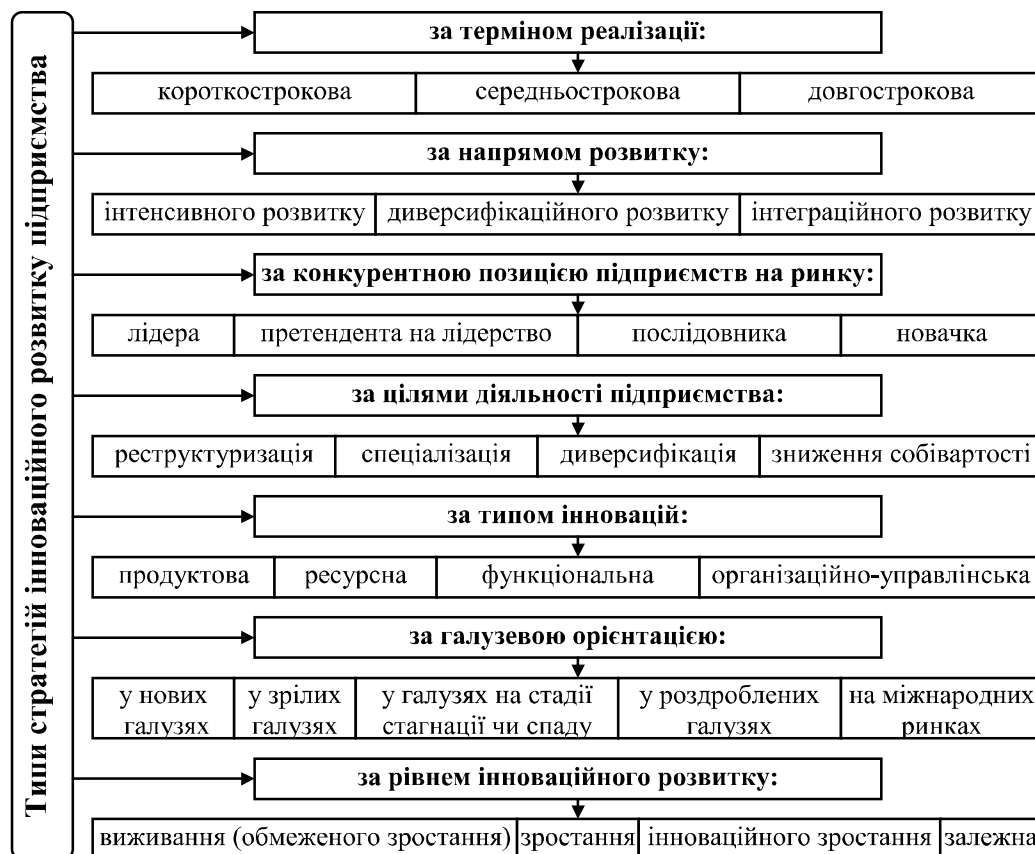 Типи стратегій інноваційного розвитку підприємства
за терміном реалізації:
короткострокова середньострокова довгострокова
за напрямом розвитку:
інтенсивного розвитку диверсифікаційного розвитку інтеграційного розвитку
за конкурентною позицією підприємств на ринку:
лідера претендента на лідерство послідовника новачка
за цілями діяльності підприємства:
реструктуризація спеціалізація диверсифікація зниження собівартості
за типом інновацій:
продуктова ресурсна функціональна організаційно-управлінська
за галузевою орієнтацією:
у нових
галузях
у зрілих
галузях
у галузях на стадії
стагнації чи спаду
у роздроблених
галузях
на міжнародних
ринках
за рівнем інноваційного розвитку:
виживання (обмеженого зростання) зростання інноваційного зростання залежна